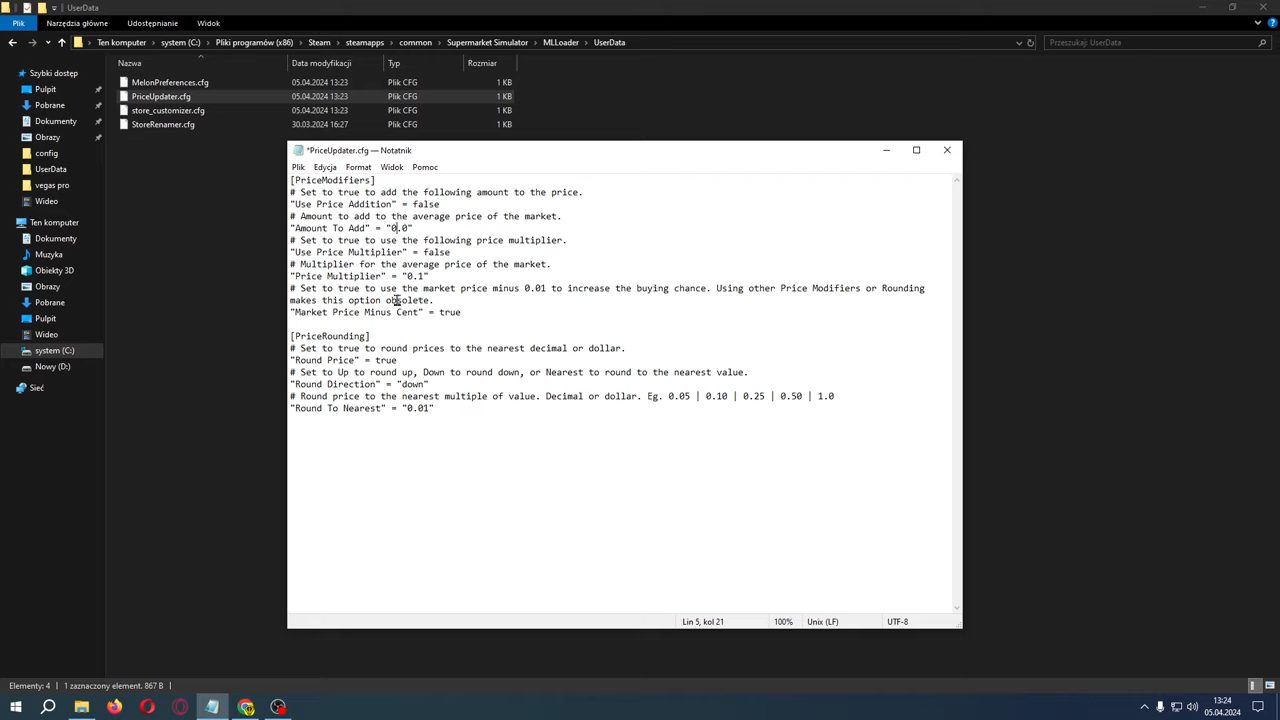 UserData
Plik
Narzędzia główne
Udostępnianie
Widok
Ten komputer
system (C:)
Pliki programów (x86)
Steam
steamapps
common
Supermarket Simulator
MLLoader
UserData
Przeszukaj: UserData
Nazwa
Data modyfikacji
Typ
Rozmiar
MelonPreferences.cfg 05.04.2024 13:23 Plik CFG 1 KB
PriceUpdater.cfg 05.04.2024 13:23 Plik CFG 1 KB
store_customizer.cfg 05.04.2024 13:23 Plik CFG 1 KB
StoreRenamer.cfg 30.03.2024 16:27 Plik CFG 1 KB
Szybki dostęp
Pulpit
Pobrane
Dokumenty
Obrazy
config
UserData
vegas pro
Wideo
Ten komputer
Dokumenty
Muzyka
Obiekty 3D
Obrazy
Pobrane
Pulpit
Wideo
system (C:)
Nowy (D:)
Sieć
*PriceUpdater.cfg — Notatnik
Plik Edycja Format Widok Pomoc
[PriceModifiers]
# Set to true to add the following amount to the price.
"Use Price Addition" = false
# Amount to add to the average price of the market.
"Amount To Add" = "0.0"
# Set to true to use the following price multiplier.
"Use Price Multiplier" = false
# Multiplier for the average price of the market.
"Price Multiplier" = "0.1"
# Set to true to use the market price minus 0.01 to increase the buying chance. Using other Price Modifiers or Rounding
makes this option obsolete.
"Market Price Minus Cent" = true
[PriceRounding]
# Set to true to round prices to the nearest decimal or dollar.
"Round Price" = true
# Set to Up to round up, Down to round down, or Nearest to round to the nearest value.
"Round Direction" = "down"
# Round price to the nearest multiple of value. Decimal or dollar. Eg. 0.05 | 0.10 | 0.25 | 0.50 | 1.0
"Round To Nearest" = "0.01"
Lin 5, kol 21
100%
Unix (LF)
UTF-8
Elementy: 4
1 zaznaczony element. 867 B
13:24
05.04.2024